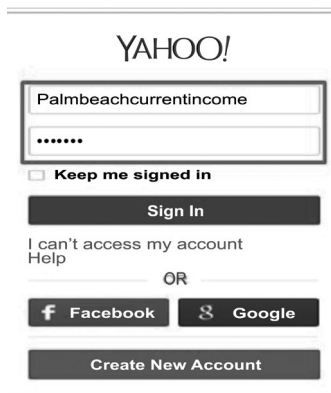 YAHOO!
Palmbeachcurrentincome
•••••••
Keep me signed in
Sign In
I can't access my account
Help
OR
f Facebook
8 Google
Create New Account